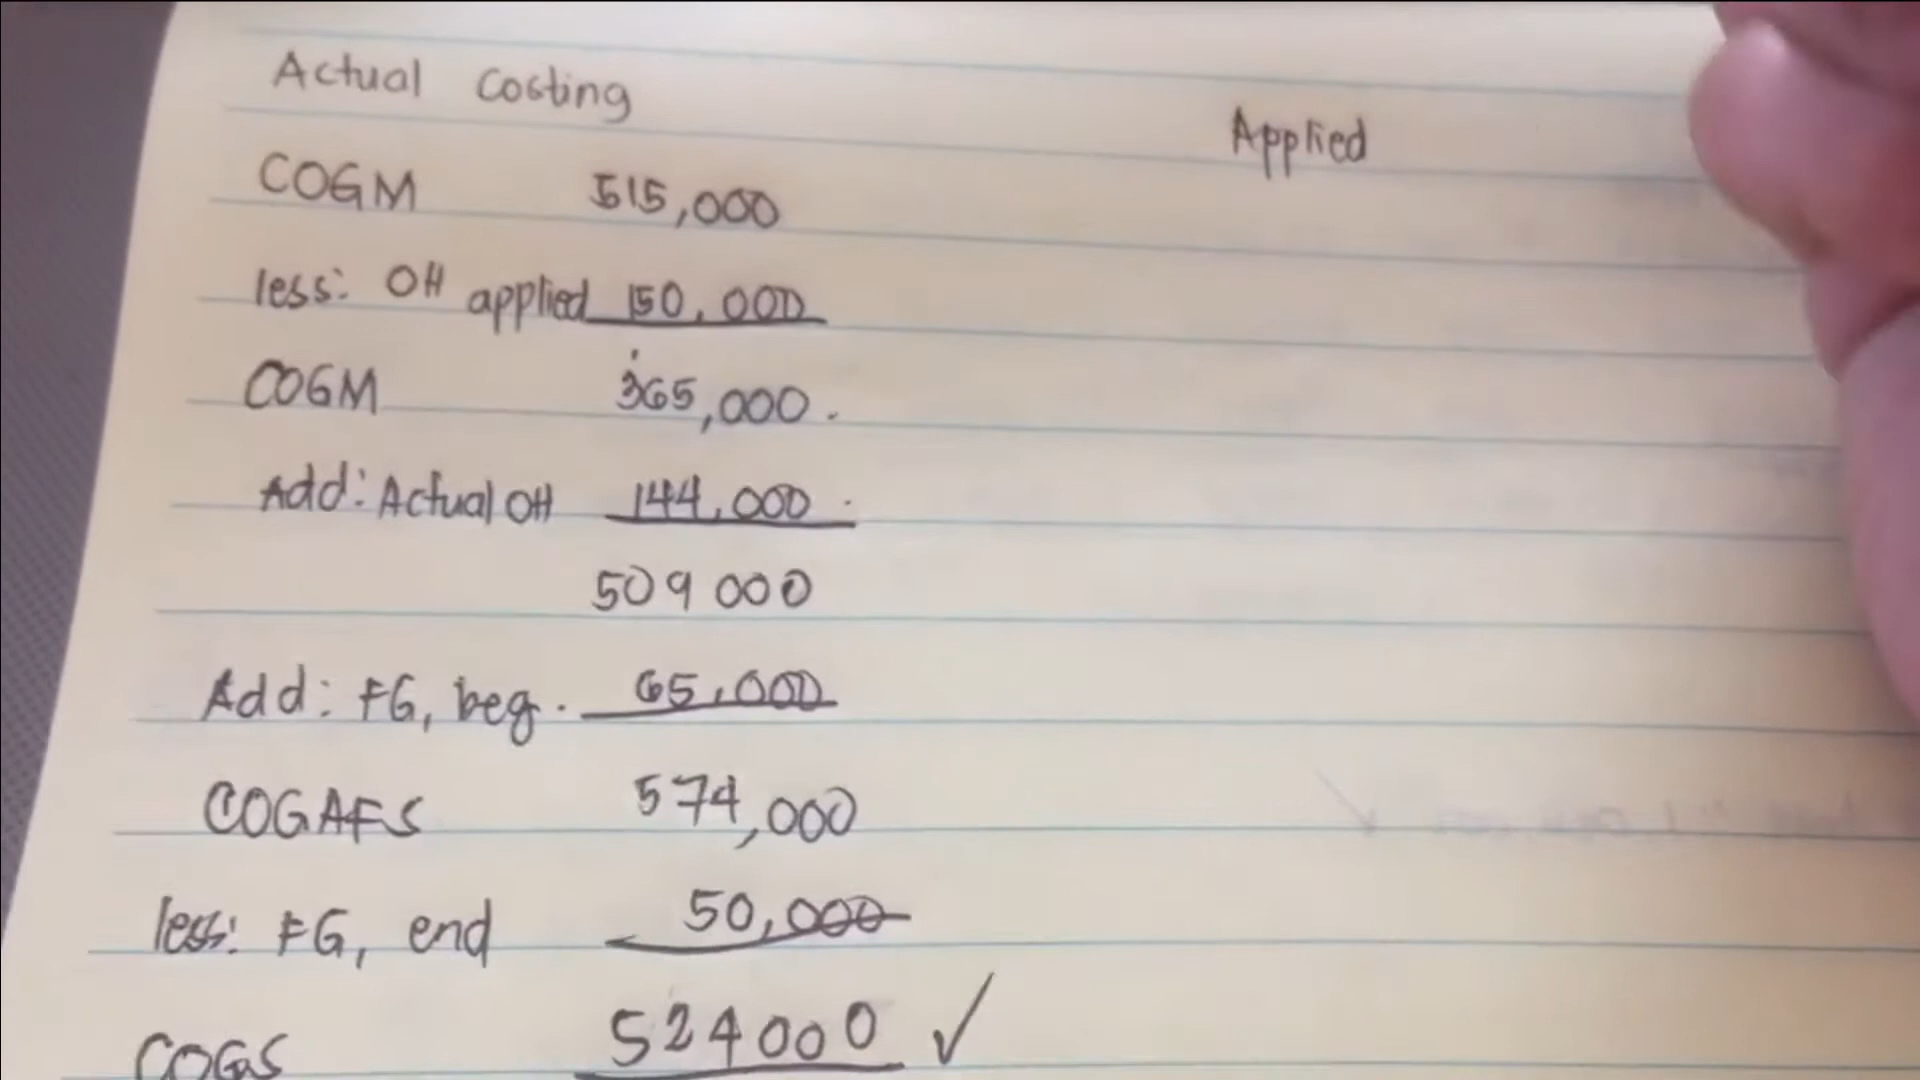 Actual Costing
Applied
COGM 515,000
less: OH applied 150,000
COGM 365,000.
Add: Actual OH 144,000
509 000
Add: FG, beg. 65,000
COGAFS 574,000
less: FG, end 50,000
COGS 524000 ✓